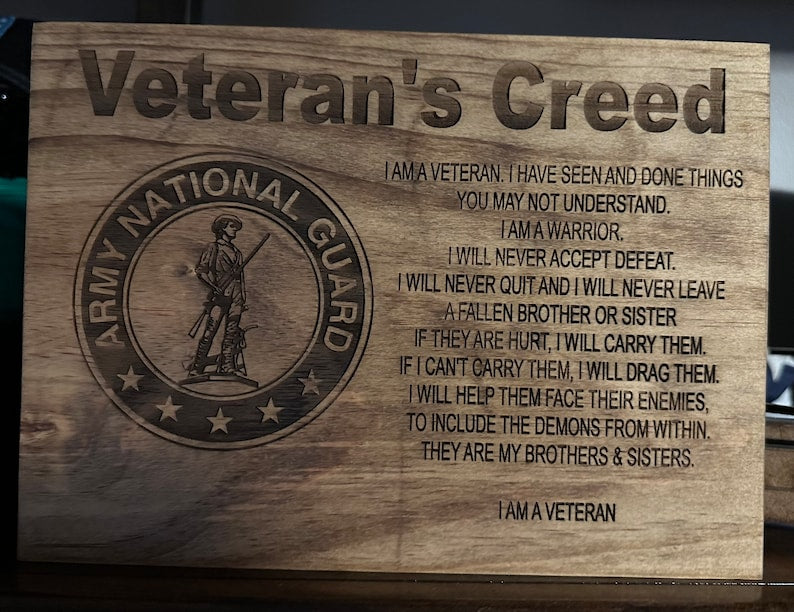 Veteran's Creed
ARMY NATIONAL GUARD
I AM A VETERAN. I HAVE SEEN AND DONE THINGS
YOU MAY NOT UNDERSTAND.
I AM A WARRIOR.
I WILL NEVER ACCEPT DEFEAT.
I WILL NEVER QUIT AND I WILL NEVER LEAVE
A FALLEN BROTHER OR SISTER
IF THEY ARE HURT, I WILL CARRY THEM.
IF I CAN'T CARRY THEM, I WILL DRAG THEM.
I WILL HELP THEM FACE THEIR ENEMIES,
TO INCLUDE THE DEMONS FROM WITHIN.
THEY ARE MY BROTHERS & SISTERS.
I AM A VETERAN